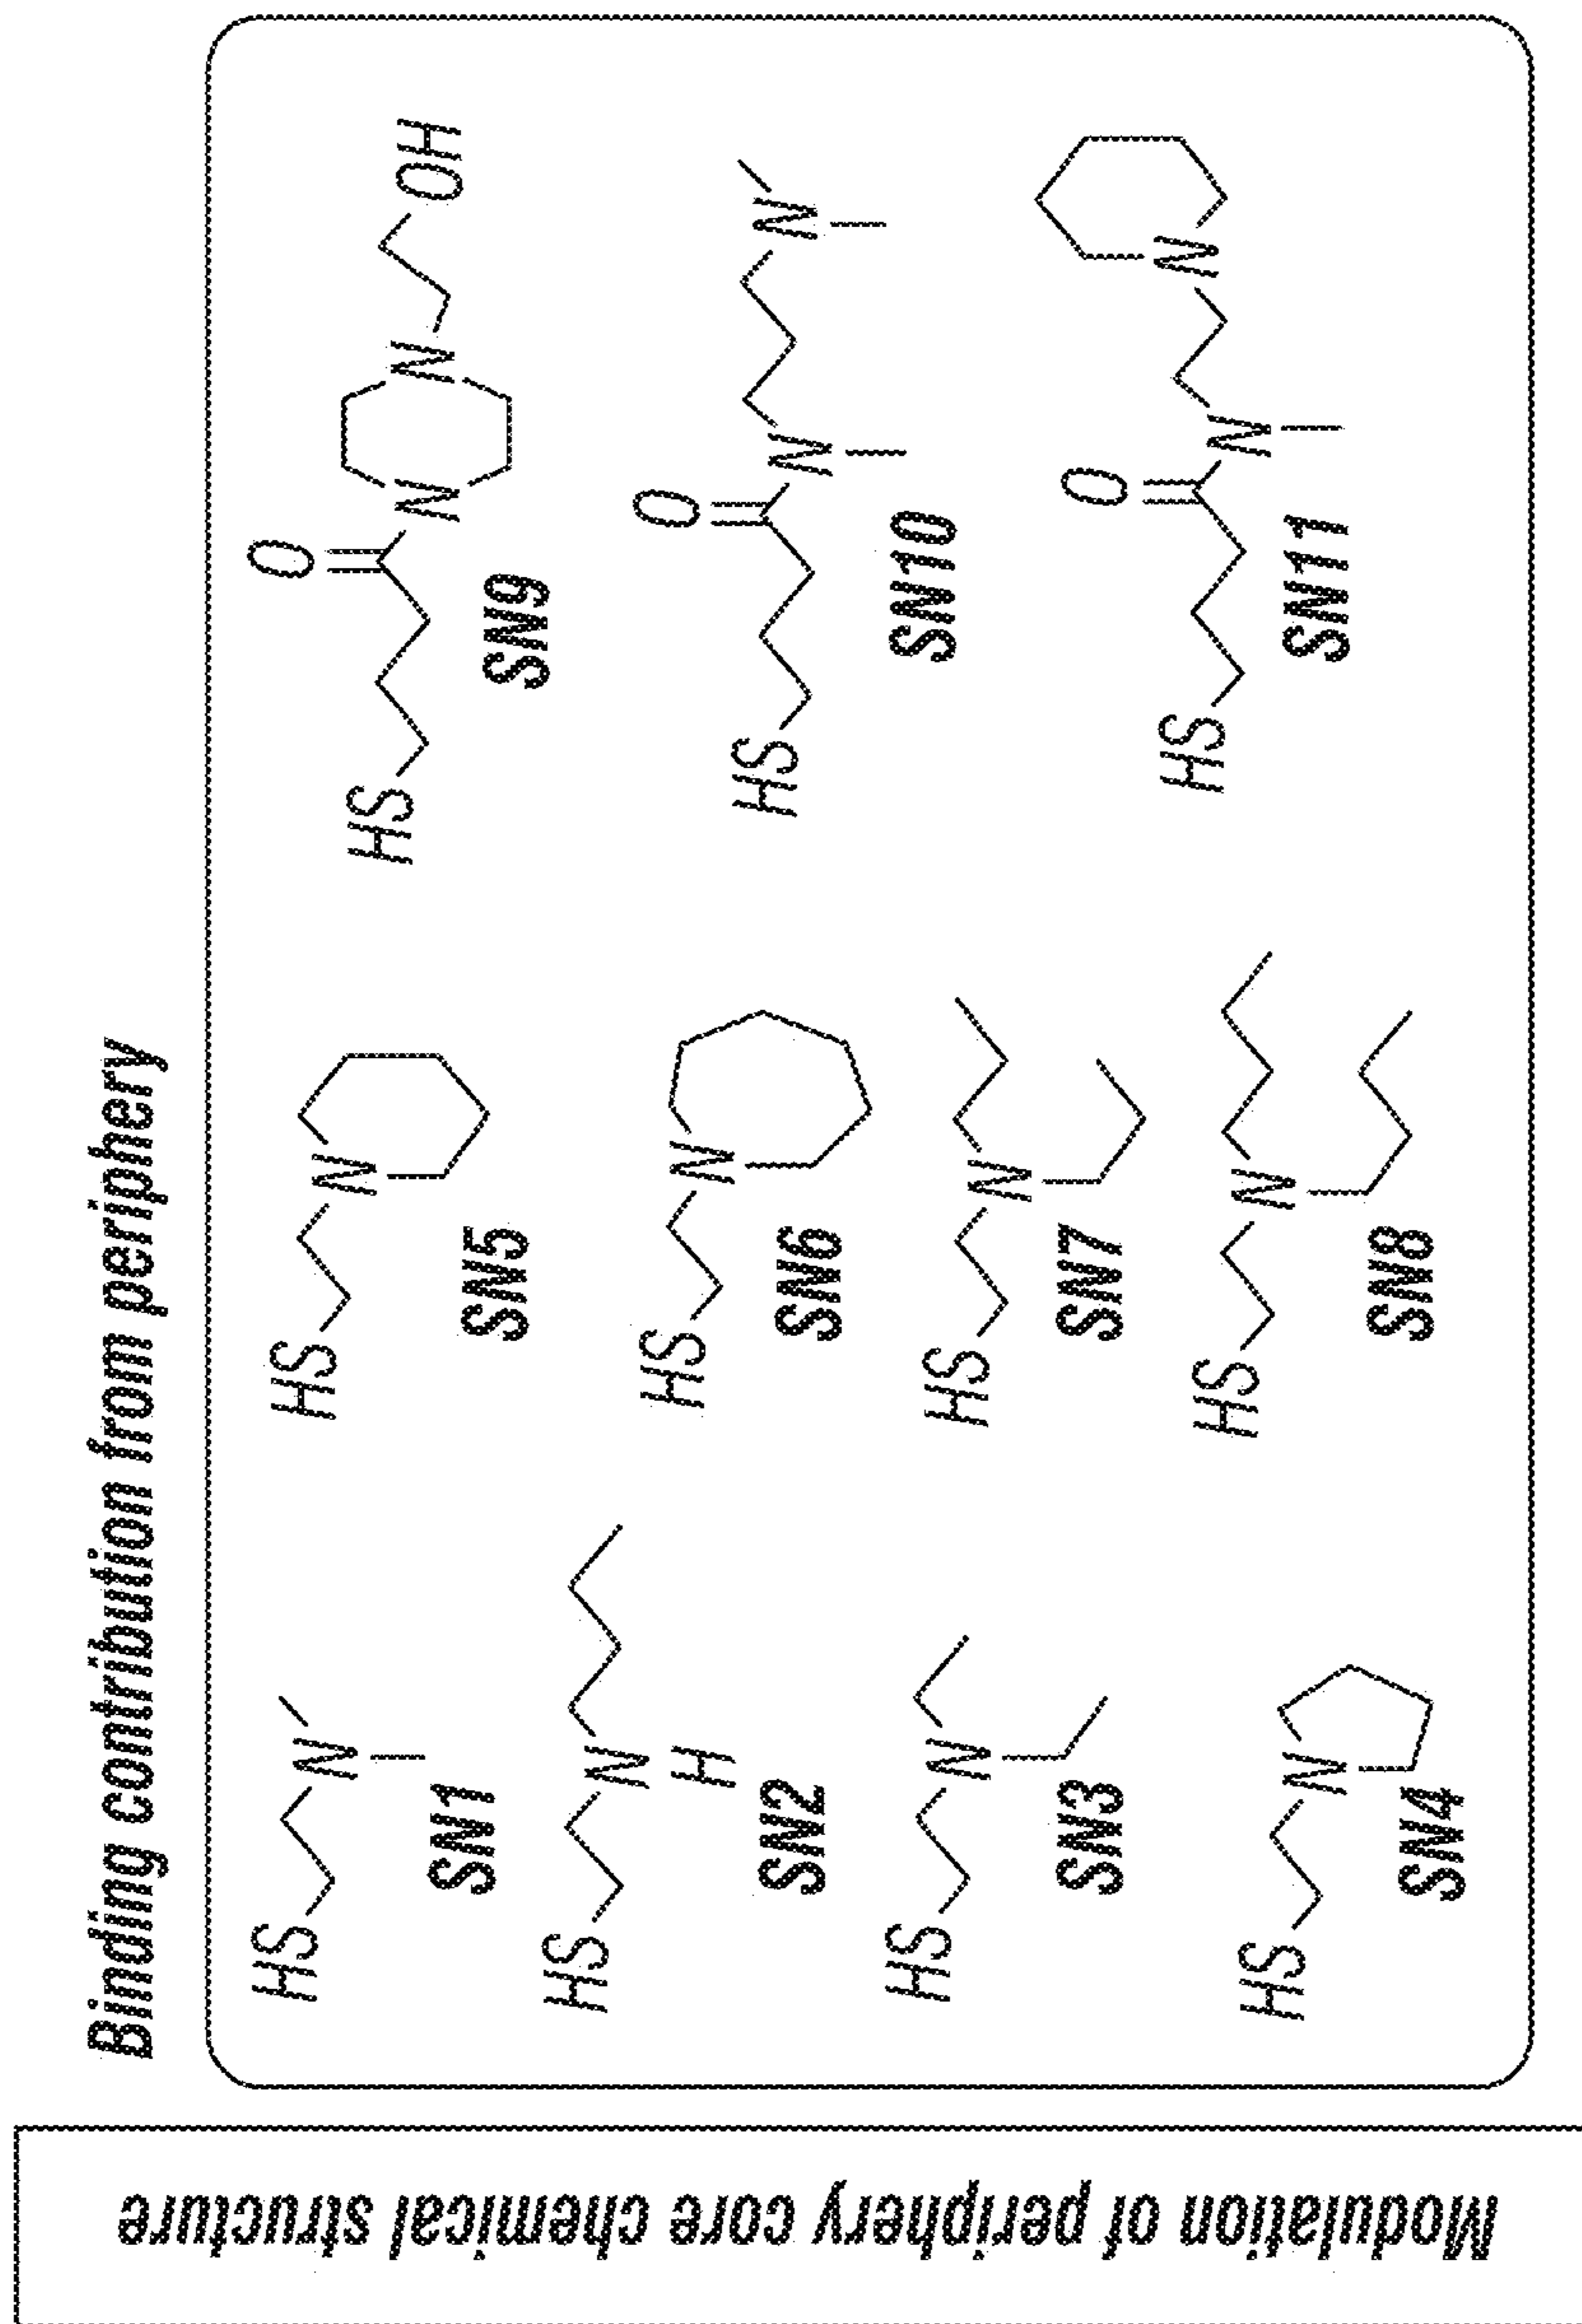 Binding contribution from periphery
Modulation of periphery core chemical structure
HS
N
SN1
HS
N
H
SN2
HS
N
SN3
HS
N
SN4
HS
N
SN5
HS
N
SN6
HS
N
SN7
HS
N
SN8
HS
O
N
N
OH
SN9
HS
O
N
N
SN10
HS
O
N
N
SN11